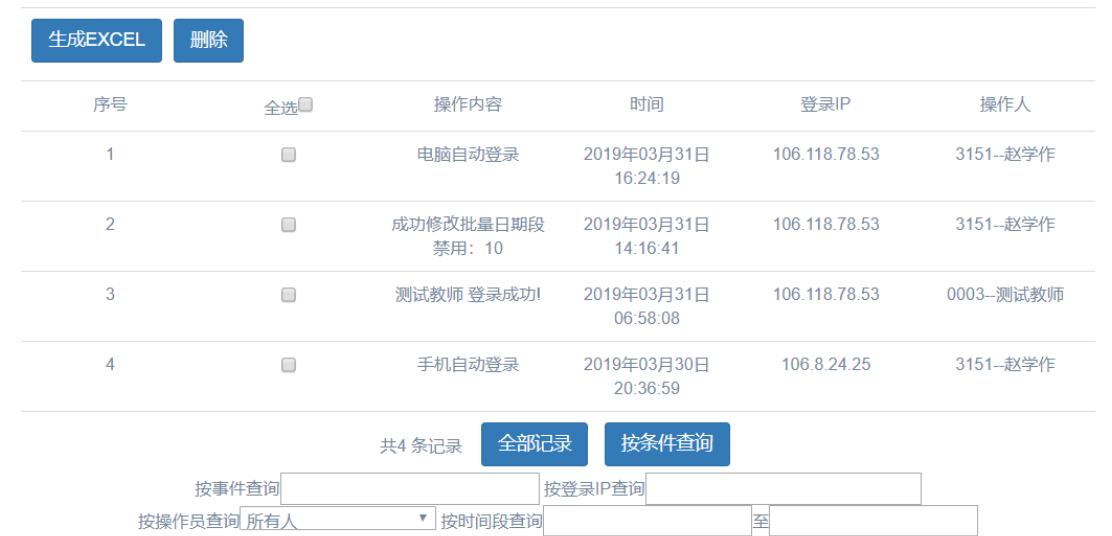 生成EXCEL 删除
序号 全选 操作内容 时间 登录IP 操作人
1 电脑自动登录 2019年03月31日 106.118.78.53 3151--赵学作
16:24:19
2 成功修改批量日期段 2019年03月31日 106.118.78.53 3151--赵学作
禁用：10 14:16:41
3 测试教师 登录成功! 2019年03月31日 106.118.78.53 0003--测试教师
06:58:08
4 手机自动登录 2019年03月30日 106.8.24.25 3151--赵学作
20:36:59
共4 条记录 全部记录 按条件查询
按事件查询 按登录IP查询
按操作员查询 所有人 按时间段查询 至